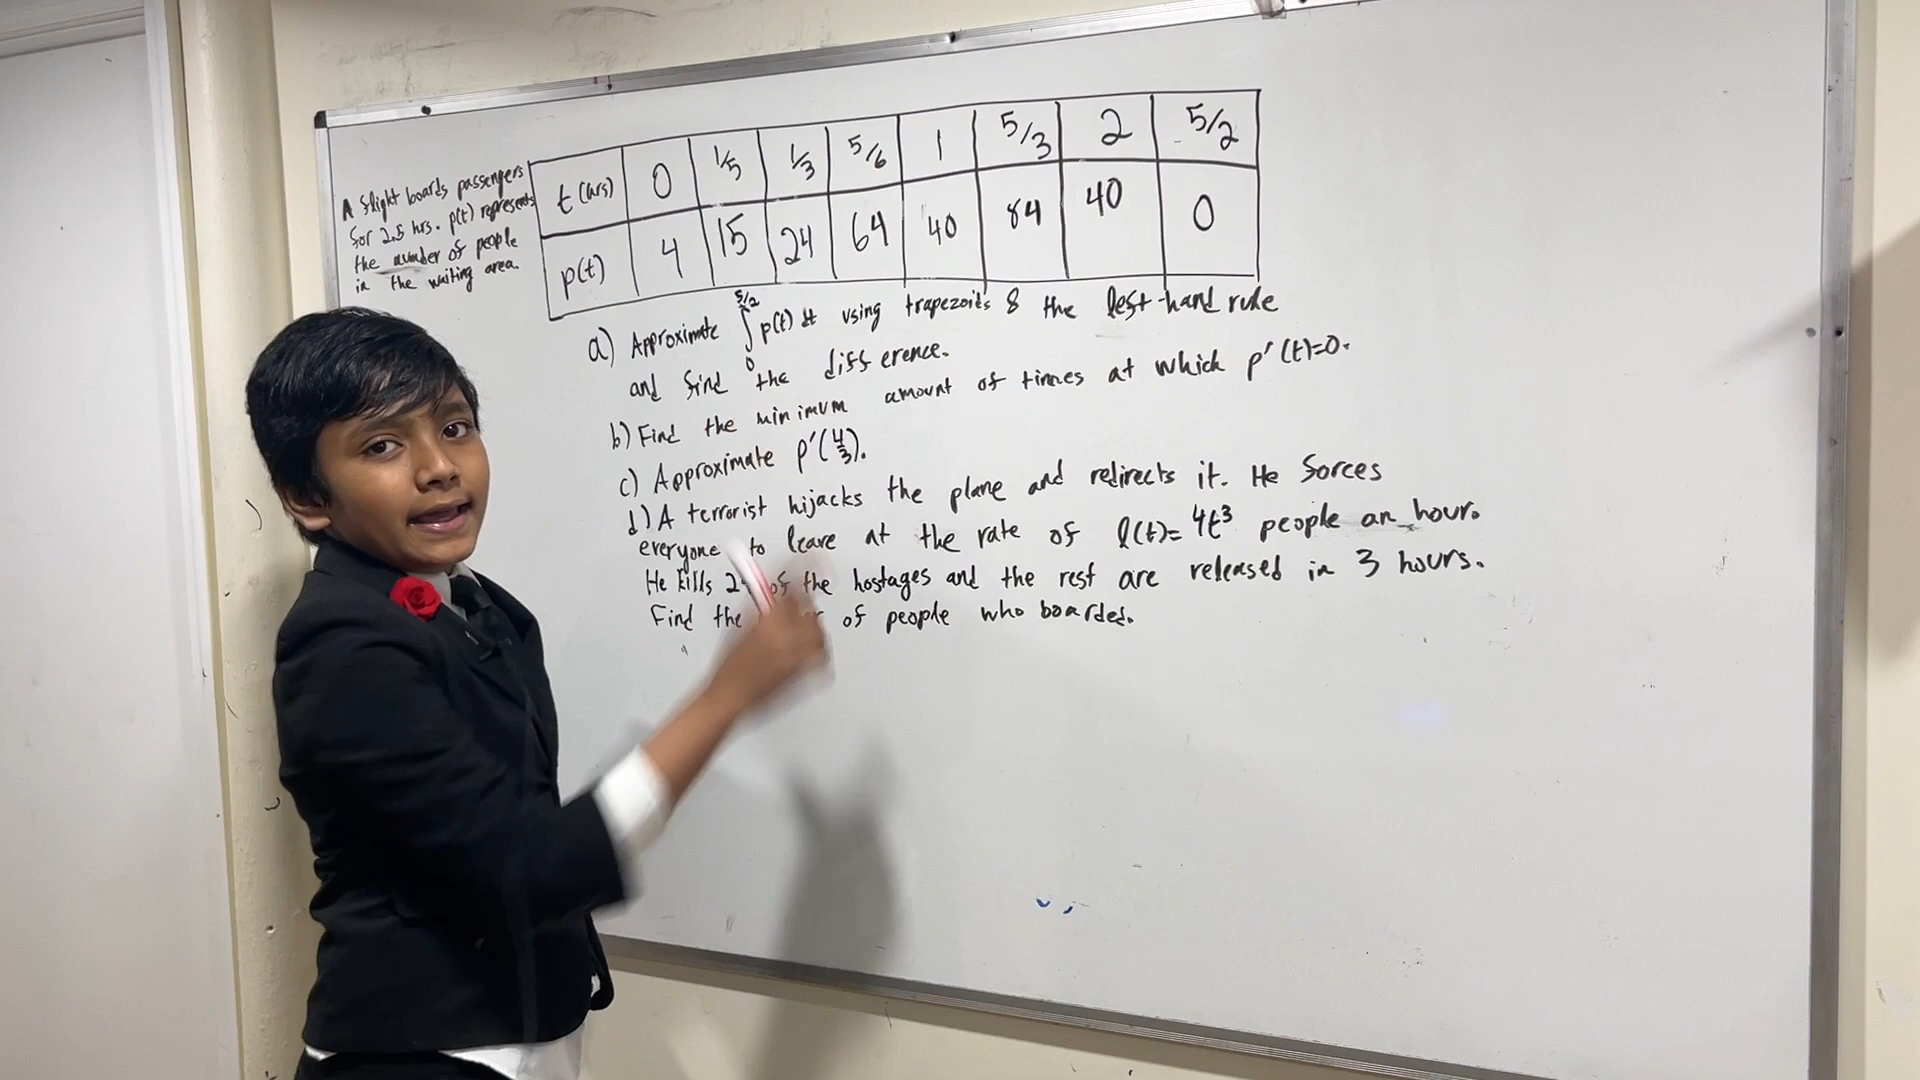 A flight boards passengers
for 2.5 hrs. p(t) represents
the number of people
in the waiting area.
t (hrs) 0 1/5 1/3 5/6 1 5/3 2 5/2
p(t) 4 15 24 64 40 84 40 0
a) Approximate ∫₀^5/2 p(t) dt using trapezoids & the left-hand rule
and find the difference.
b) Find the minimum amount of times at which p'(t)=0.
c) Approximate p'(4/3).
d) A terrorist hijacks the plane and redirects it. He forces
everyone to leave at the rate of l(t)= 4t³ people an hour.
He kills of the hostages and the rest are released in 3 hours.
Find the of people who boarded.